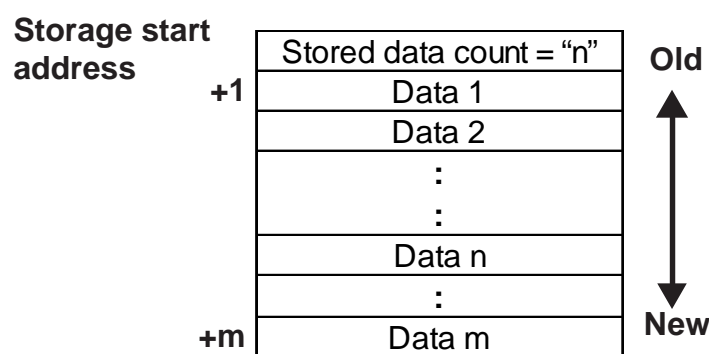 Storage start
address
Stored data count = “n”
Old
+1
Data 1
Data 2
:
:
Data n
:
New
+m
Data m